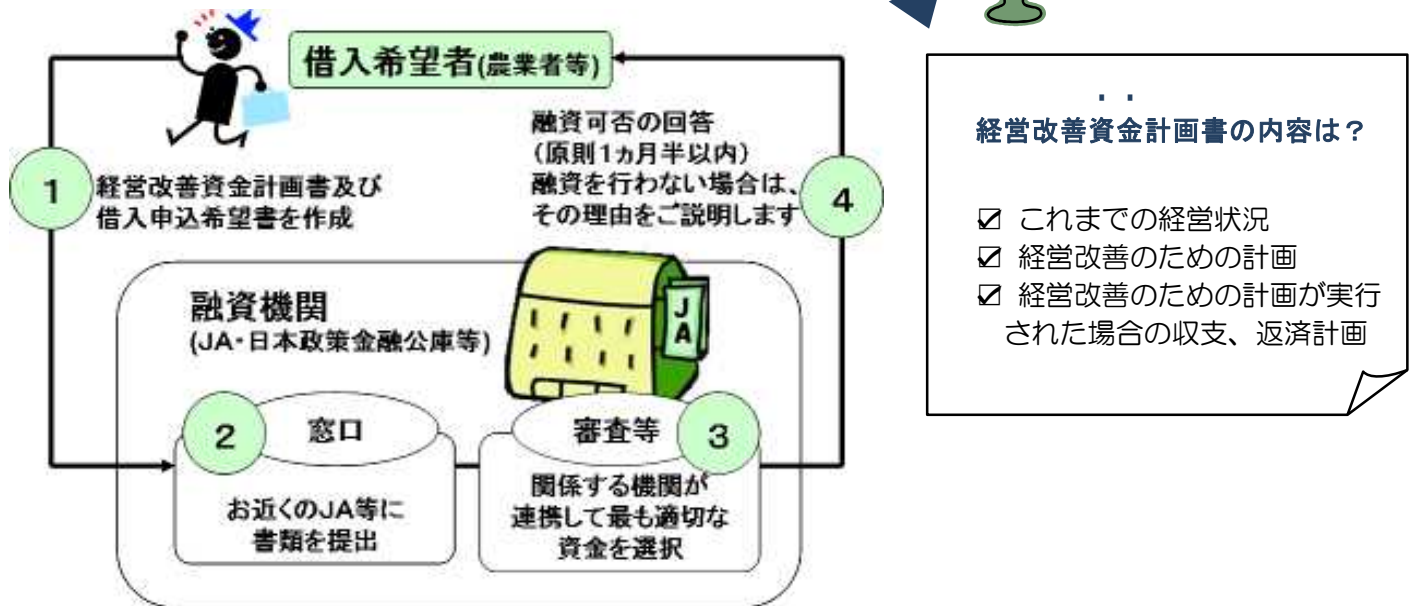 借入希望者(農業者等)
1
経営改善資金計画書及び
借入申込希望書を作成
融資可否の回答
(原則1ヵ月半以内)
融資を行わない場合は、
その理由をご説明します
4
融資機関
(JA・日本政策金融公庫等)
JA
2
窓口
お近くのJA等に
書類を提出
審査等
3
関係する機関が
連携して最も適切な
資金を選択
経営改善資金計画書の内容は？
☑ これまでの経営状況
☑ 経営改善のための計画
☑ 経営改善のための計画が実行
された場合の収支、返済計画